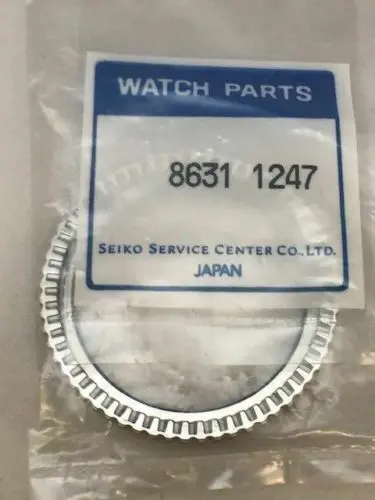 WATCH PARTS
8631 1247
SEIKO SERVICE CENTER CO.,LTD.
JAPAN